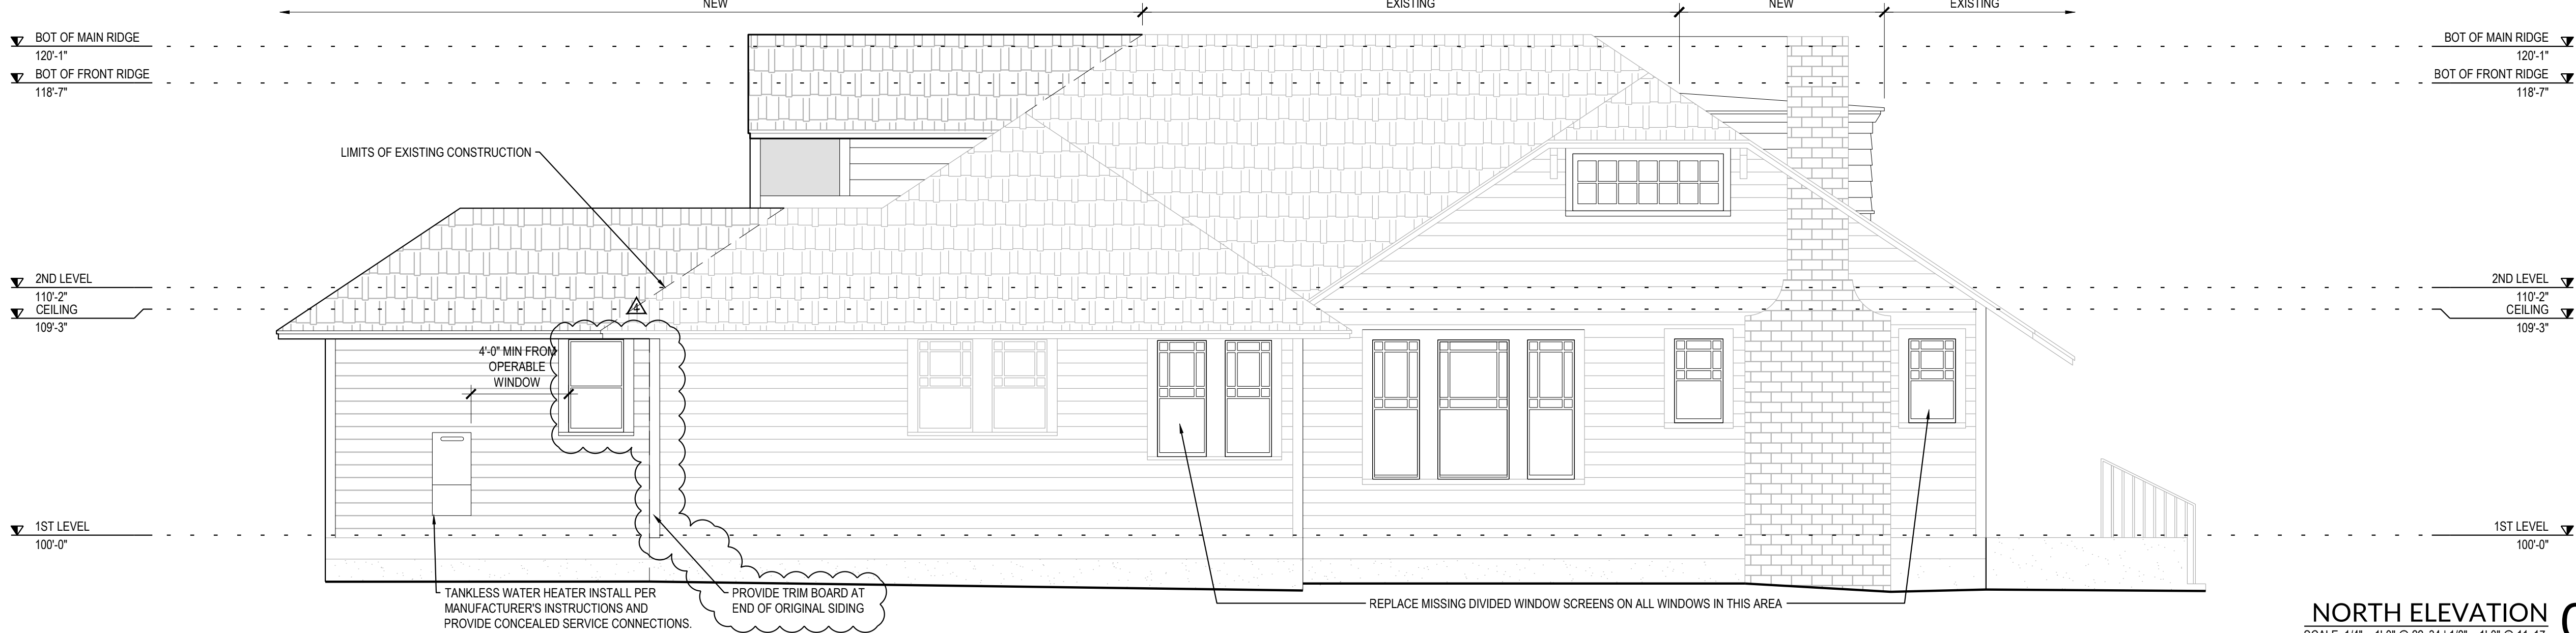 NEW
EXISTING
NEW
EXISTING
BOT OF MAIN RIDGE
120'-1"
BOT OF FRONT RIDGE
118'-7"
BOT OF MAIN RIDGE
120'-1"
BOT OF FRONT RIDGE
118'-7"
LIMITS OF EXISTING CONSTRUCTION
2ND LEVEL
110'-2"
CEILING
109'-3"
4
2ND LEVEL
110'-2"
CEILING
109'-3"
4'-0" MIN FROM
OPERABLE
WINDOW
1ST LEVEL
100'-0"
1ST LEVEL
100'-0"
TANKLESS WATER HEATER INSTALL PER
MANUFACTURER'S INSTRUCTIONS AND
PROVIDE CONCEALED SERVICE CONNECTIONS.
PROVIDE TRIM BOARD AT
END OF ORIGINAL SIDING
REPLACE MISSING DIVIDED WINDOW SCREENS ON ALL WINDOWS IN THIS AREA
NORTH ELEVATION